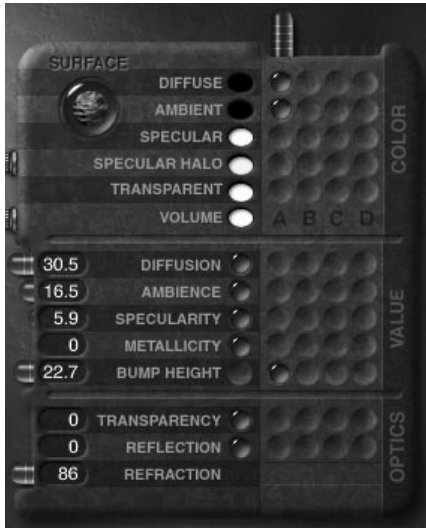 SURFACE
DIFFUSE
AMBIENT
SPECULAR
SPECULAR HALO
TRANSPARENT
VOLUME A B C D
COLOR
30.5 DIFFUSION
16.5 AMBIENCE
5.9 SPECULARITY
0 METALLICITY
22.7 BUMP HEIGHT
VALUE
0 TRANSPARENCY
0 REFLECTION
86 REFRACTION
OPTICS